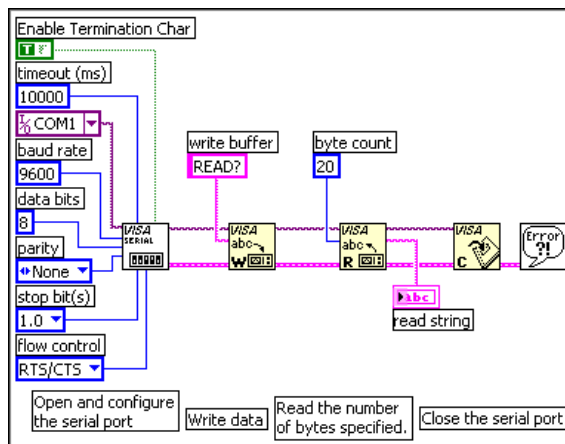 Enable Termination Char
T F
timeout (ms)
10000
I/O COM1
baud rate
9600
data bits
8
parity
None
stop bit(s)
1.0
flow control
RTS/CTS
VISA
SERIAL
write buffer
READ?
VISA
abc
W
byte count
20
VISA
abc
R
abc
read string
VISA
C
Error
?!
Open and configure
the serial port
Write data
Read the number
of bytes specified.
Close the serial port